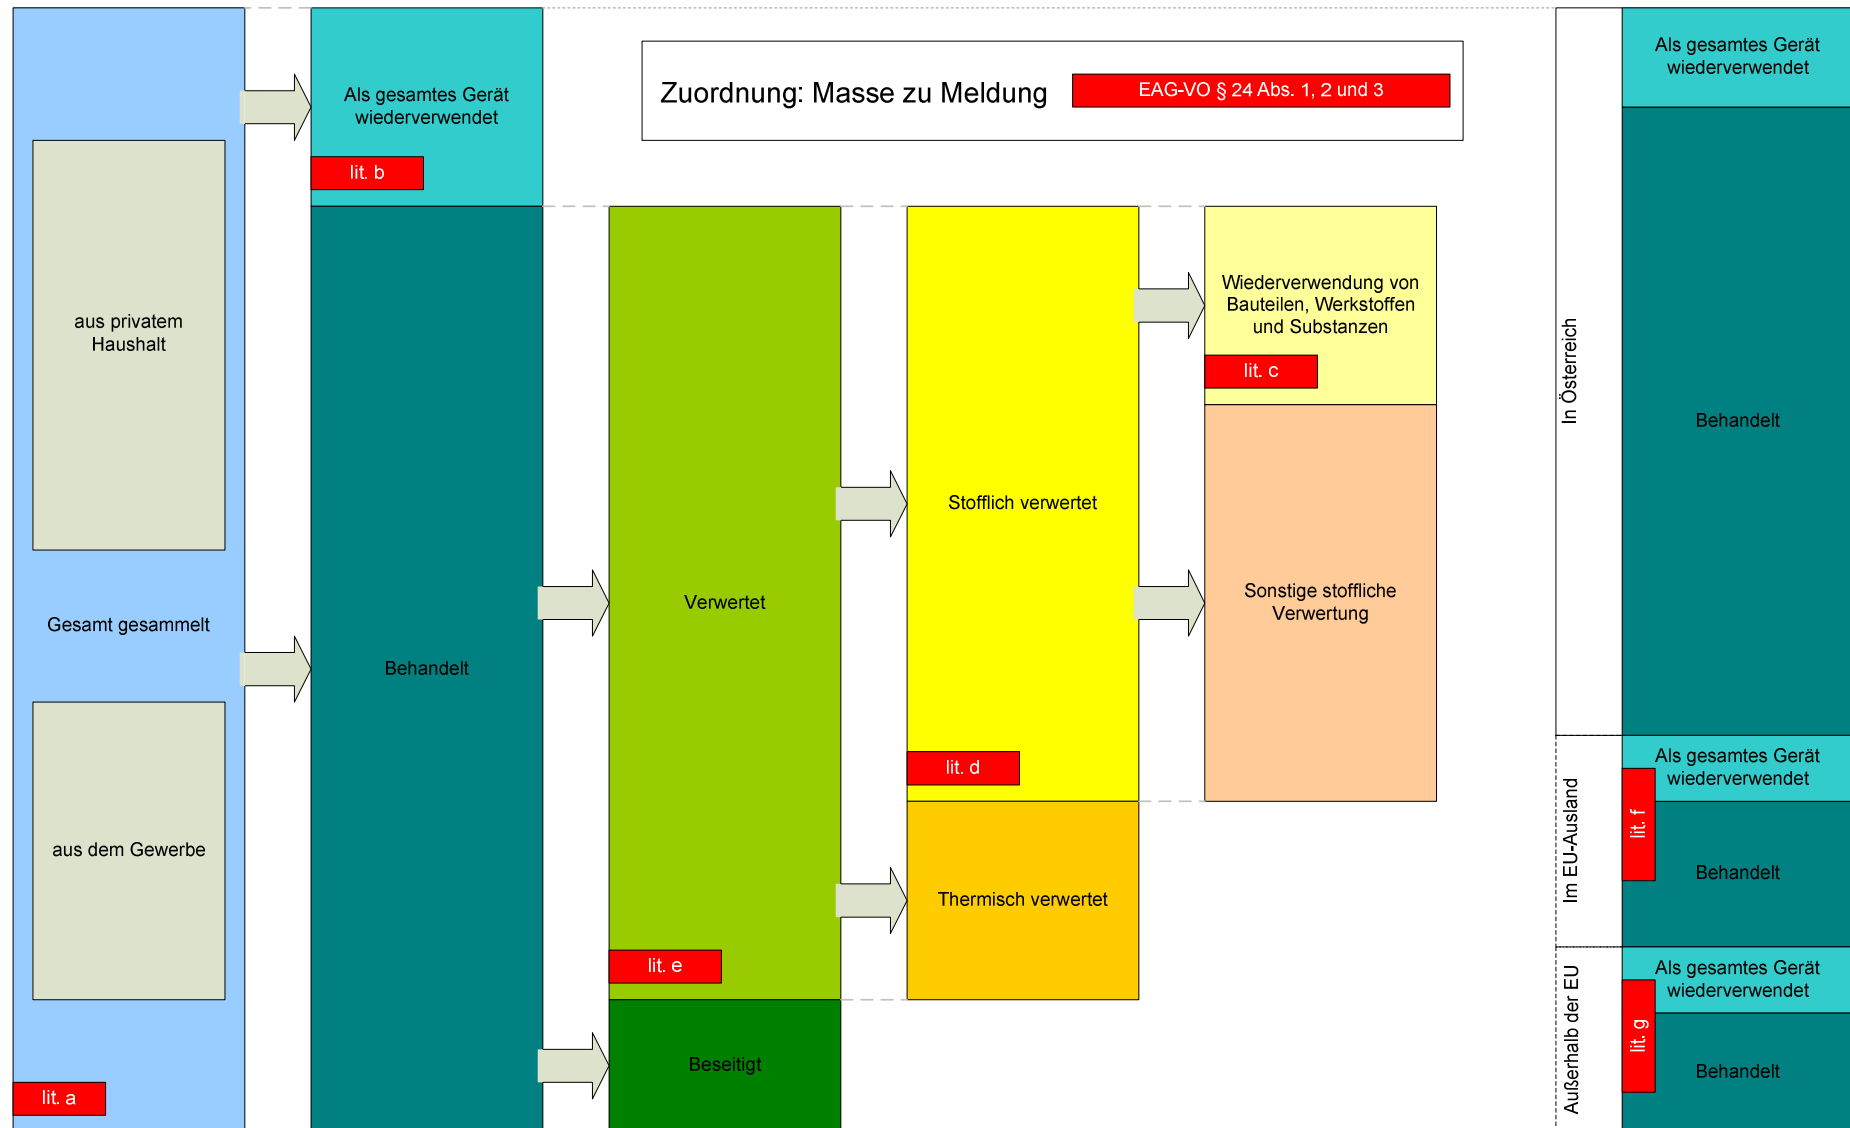 Zuordnung: Masse zu Meldung
EAG-VO § 24 Abs. 1, 2 und 3
aus privatem
Haushalt
Gesamt gesammelt
aus dem Gewerbe
lit. a
Als gesamtes Gerät
wiederverwendet
lit. b
Behandelt
Verwertet
lit. e
Beseitigt
Stofflich verwertet
lit. d
Thermisch verwertet
Wiederverwendung von
Bauteilen, Werkstoffen
und Substanzen
lit. c
Sonstige stoffliche
Verwertung
In Österreich
Als gesamtes Gerät
wiederverwendet
Behandelt
Im EU-Ausland
Als gesamtes Gerät
wiederverwendet
lit. f
Behandelt
Außerhalb der EU
Als gesamtes Gerät
wiederverwendet
lit. g
Behandelt